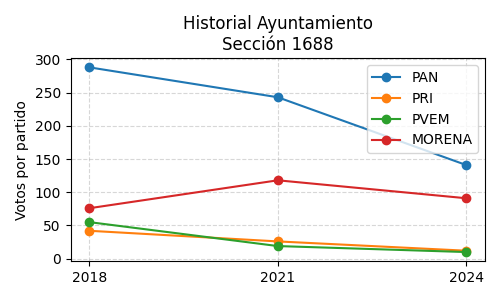 Historial Ayuntamiento
Sección 1688
Votos por partido
300
250
200
150
100
50
0
2018
2021
2024
PAN
PRI
PVEM
MORENA